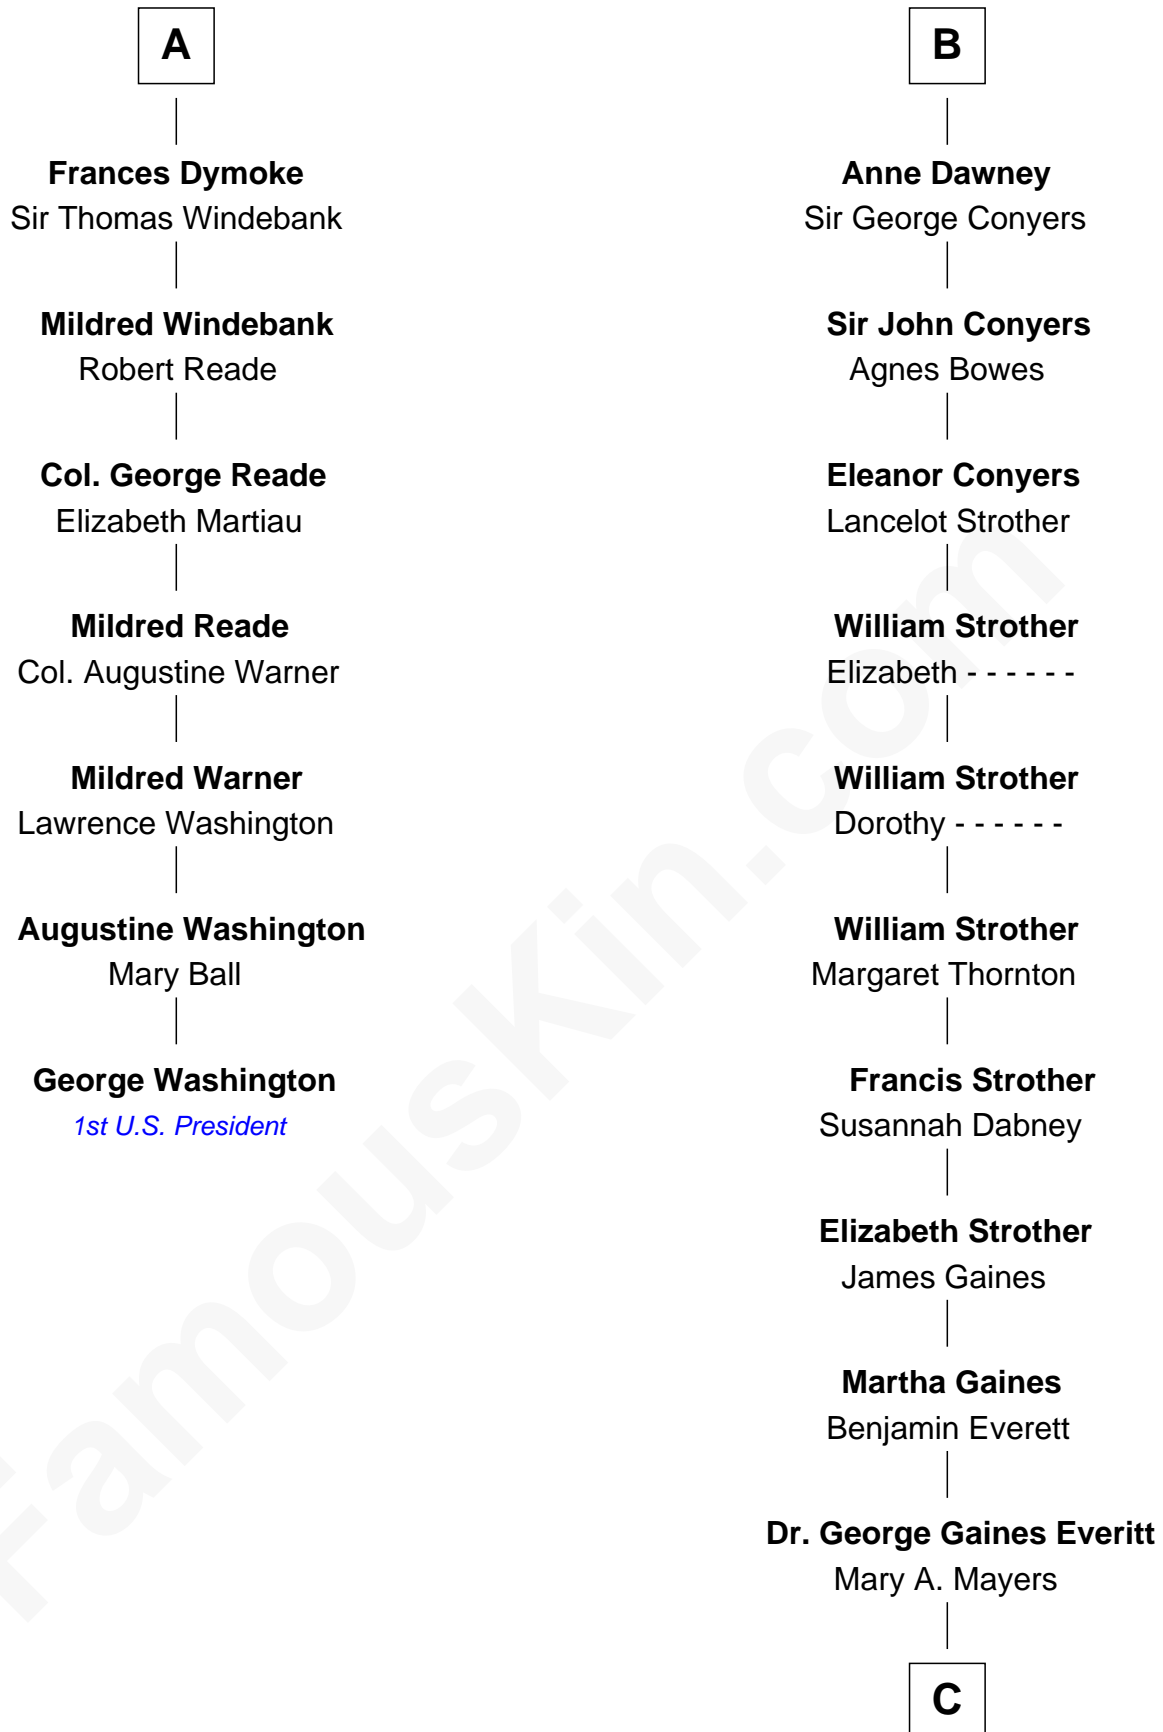 A
Frances Dymoke
Sir Thomas Windebank
Mildred Windebank
Robert Reade
Col. George Reade
Elizabeth Martiau
Mildred Reade
Col. Augustine Warner
Mildred Warner
Lawrence Washington
Augustine Washington
Mary Ball
George Washington
1st U.S. President
B
Anne Dawney
Sir George Conyers
Sir John Conyers
Agnes Bowes
Eleanor Conyers
Lancelot Strother
William Strother
Elizabeth - - - - - -
William Strother
Dorothy - - - - - -
William Strother
Margaret Thornton
Francis Strother
Susannah Dabney
Elizabeth Strother
James Gaines
Martha Gaines
Benjamin Everett
Dr. George Gaines Everitt
Mary A. Mayers
C
FamousKin.com